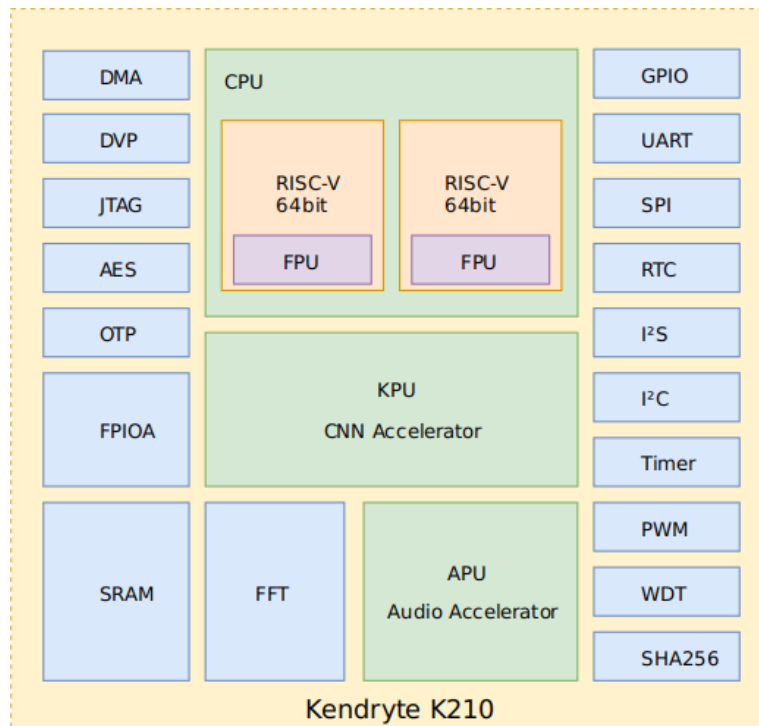 DMA
DVP
JTAG
AES
OTP
FPIOA
SRAM
CPU
RISC-V
64bit
FPU
RISC-V
64bit
FPU
KPU
CNN Accelerator
FFT
APU
Audio Accelerator
GPIO
UART
SPI
RTC
I²S
I²C
Timer
PWM
WDT
SHA256
Kendryte K210